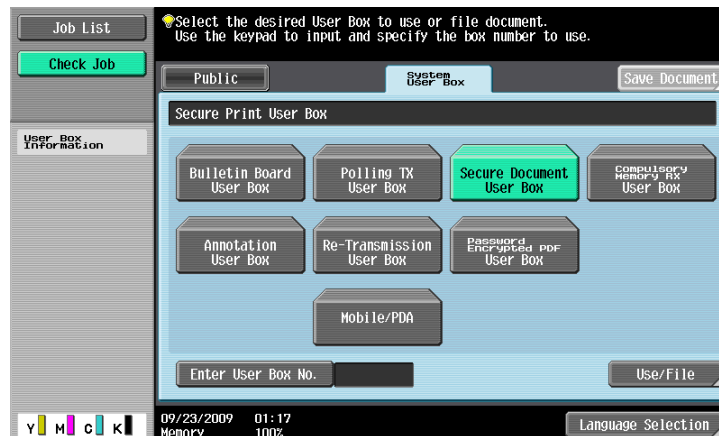 Job List
Select the desired User Box to use or file document.
Use the keypad to input and specify the box number to use.
Check Job
Public
System
User Box
Save Document
Secure Print User Box
User Box
Information
Bulletin Board
User Box
Polling TX
User Box
Secure Document
User Box
Compulsory
Memory RX
User Box
Annotation
User Box
Re-Transmission
User Box
Password
Encrypted PDF
User Box
Mobile/PDA
Enter User Box No.
Use/File
Y M C K
09/23/2009 01:17
Memory 100%
Language Selection